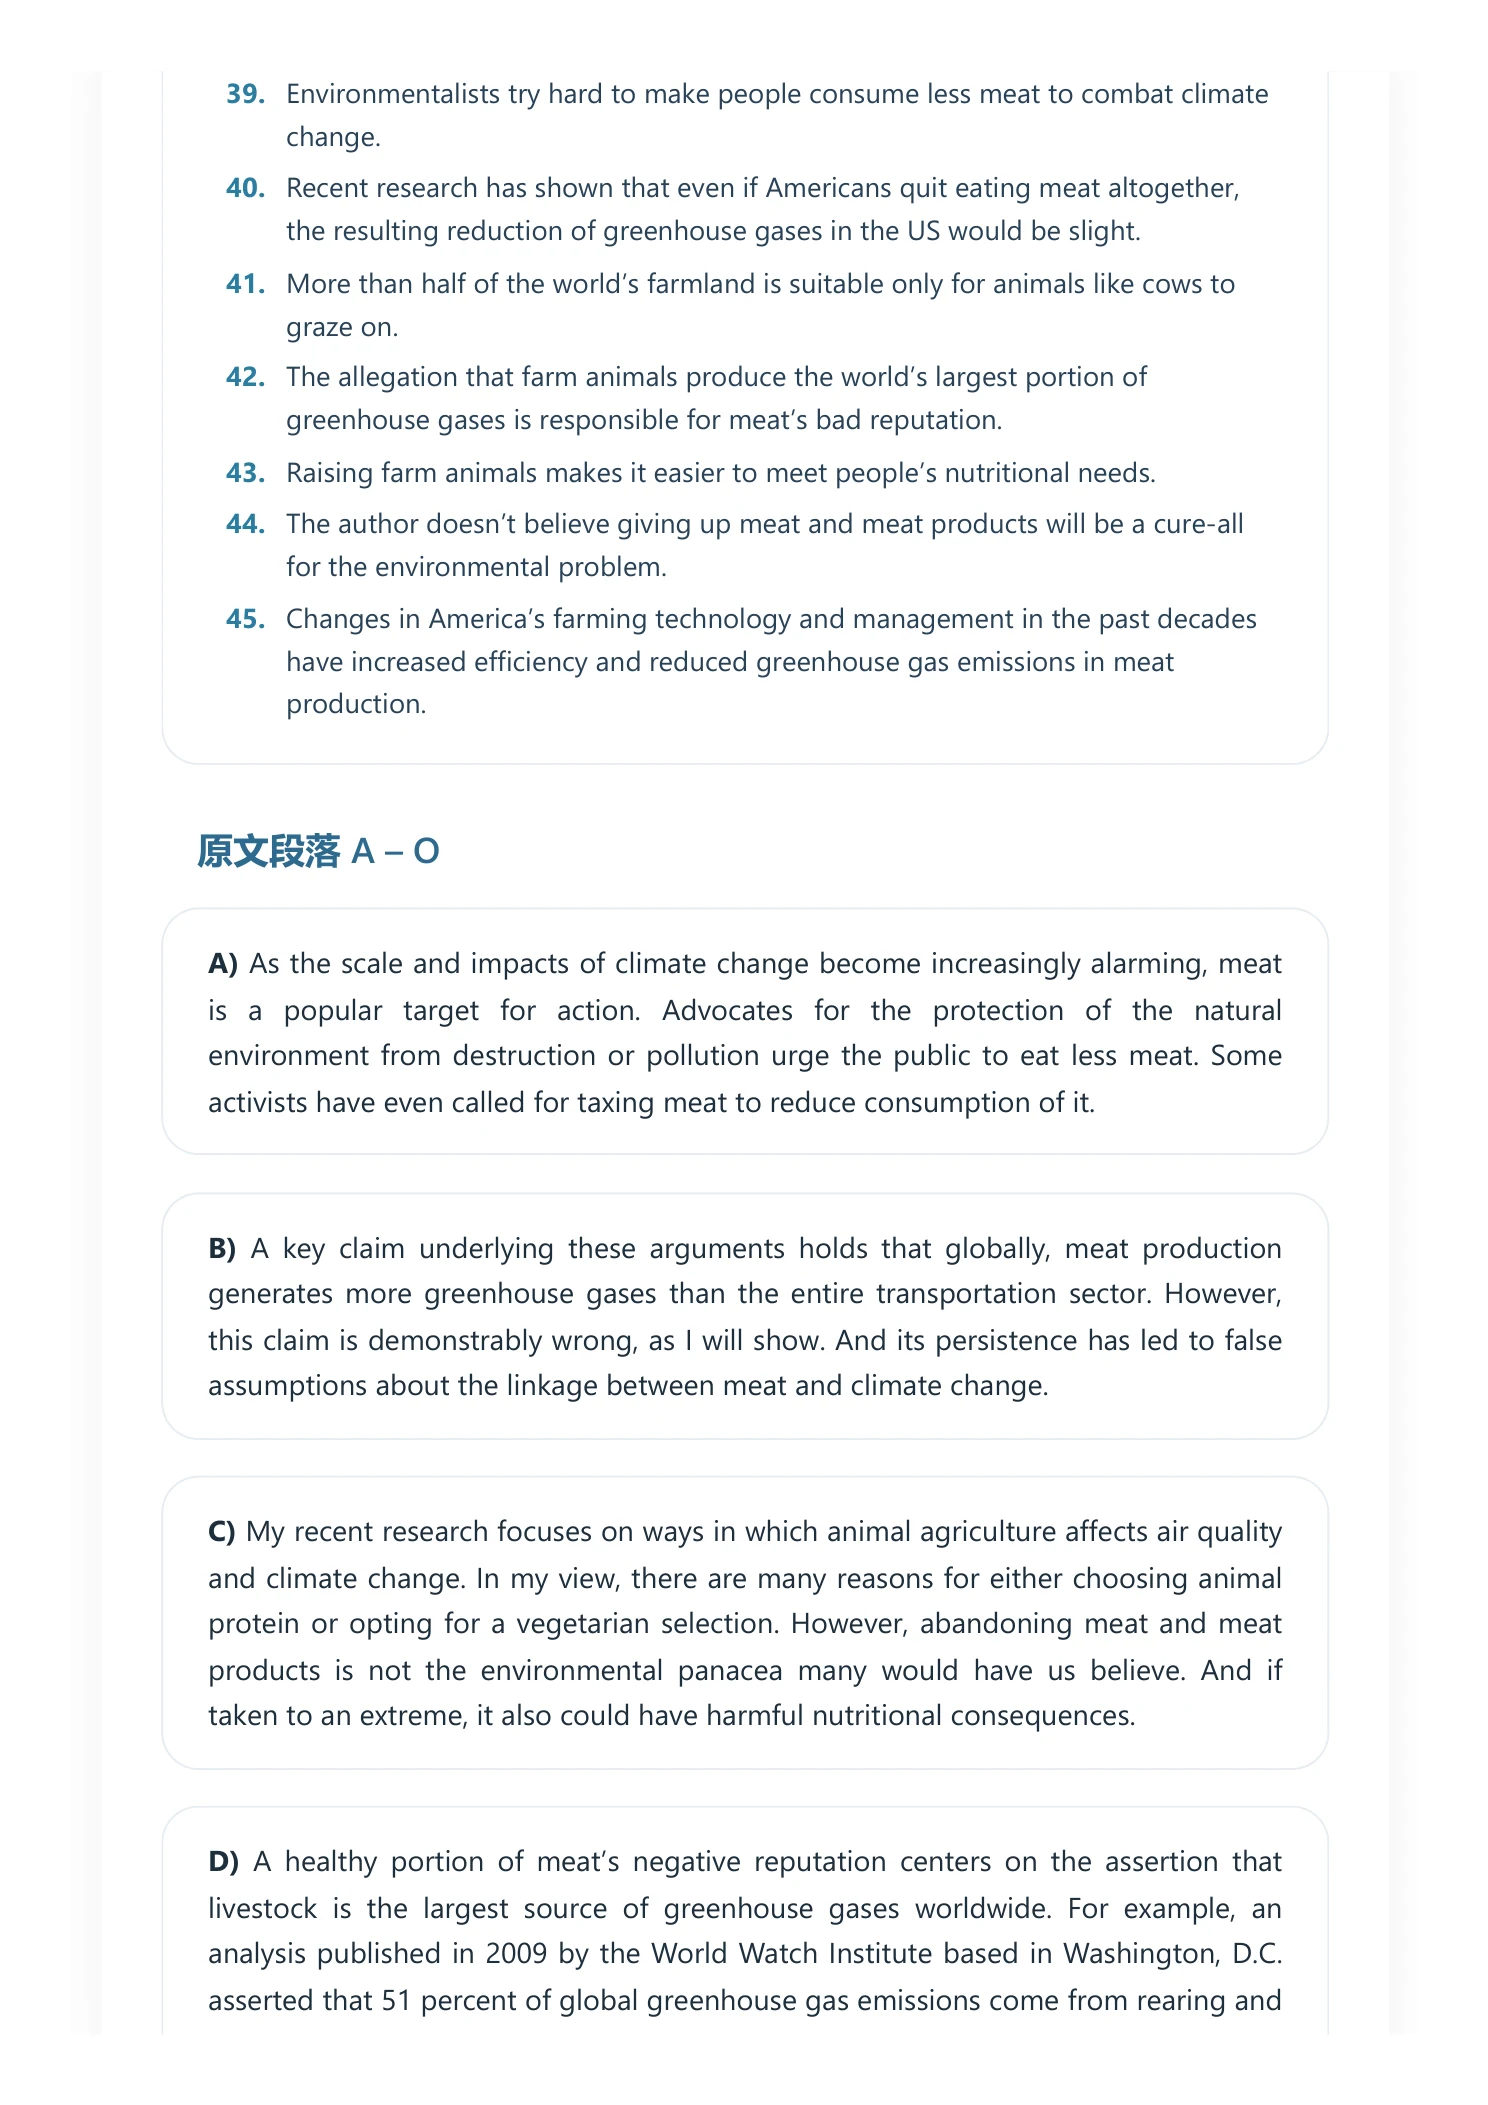 39. Environmentalists try hard to make people consume less meat to combat climate
change.
40. Recent research has shown that even if Americans quit eating meat altogether,
the resulting reduction of greenhouse gases in the US would be slight.
41. More than half of the world’s farmland is suitable only for animals like cows to
graze on.
42. The allegation that farm animals produce the world’s largest portion of
greenhouse gases is responsible for meat’s bad reputation.
43. Raising farm animals makes it easier to meet people’s nutritional needs.
44. The author doesn’t believe giving up meat and meat products will be a cure-all
for the environmental problem.
45. Changes in America’s farming technology and management in the past decades
have increased efficiency and reduced greenhouse gas emissions in meat
production.
原文段落 A – O
A) As the scale and impacts of climate change become increasingly alarming, meat
is a popular target for action. Advocates for the protection of the natural
environment from destruction or pollution urge the public to eat less meat. Some
activists have even called for taxing meat to reduce consumption of it.
B) A key claim underlying these arguments holds that globally, meat production
generates more greenhouse gases than the entire transportation sector. However,
this claim is demonstrably wrong, as I will show. And its persistence has led to false
assumptions about the linkage between meat and climate change.
C) My recent research focuses on ways in which animal agriculture affects air quality
and climate change. In my view, there are many reasons for either choosing animal
protein or opting for a vegetarian selection. However, abandoning meat and meat
products is not the environmental panacea many would have us believe. And if
taken to an extreme, it also could have harmful nutritional consequences.
D) A healthy portion of meat’s negative reputation centers on the assertion that
livestock is the largest source of greenhouse gases worldwide. For example, an
analysis published in 2009 by the World Watch Institute based in Washington, D.C.
asserted that 51 percent of global greenhouse gas emissions come from rearing and